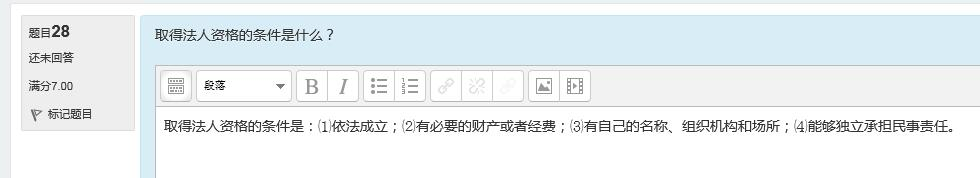 题目28
还未回答
满分7.00
标记题目
取得法人资格的条件是什么？
段落
B I
取得法人资格的条件是：⑴依法成立；⑵有必要的财产或者经费；⑶有自己的名称、组织机构和场所；⑷能够独立承担民事责任。